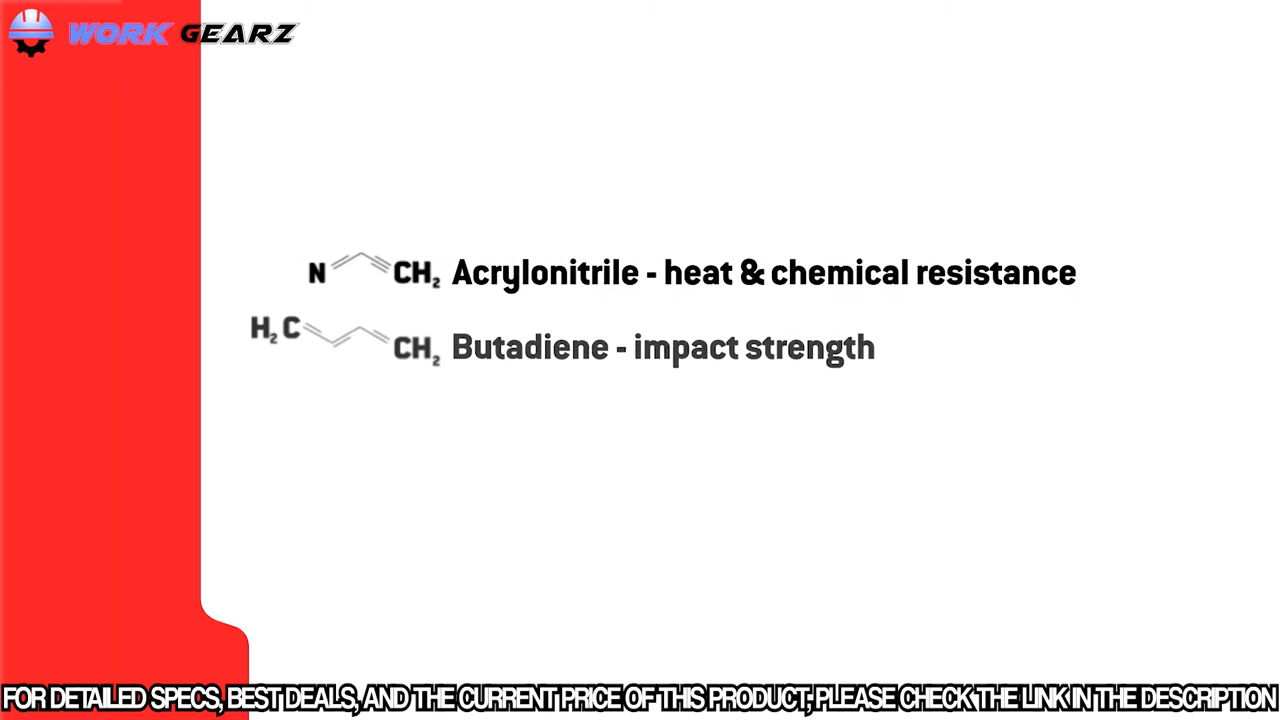 WORK GEARZ
N CH₂ Acrylonitrile - heat & chemical resistance
H₂C CH₂ Butadiene - impact strength
FOR DETAILED SPECS, BEST DEALS, AND THE CURRENT PRICE OF THIS PRODUCT, PLEASE CHECK THE LINK IN THE DESCRIPTION